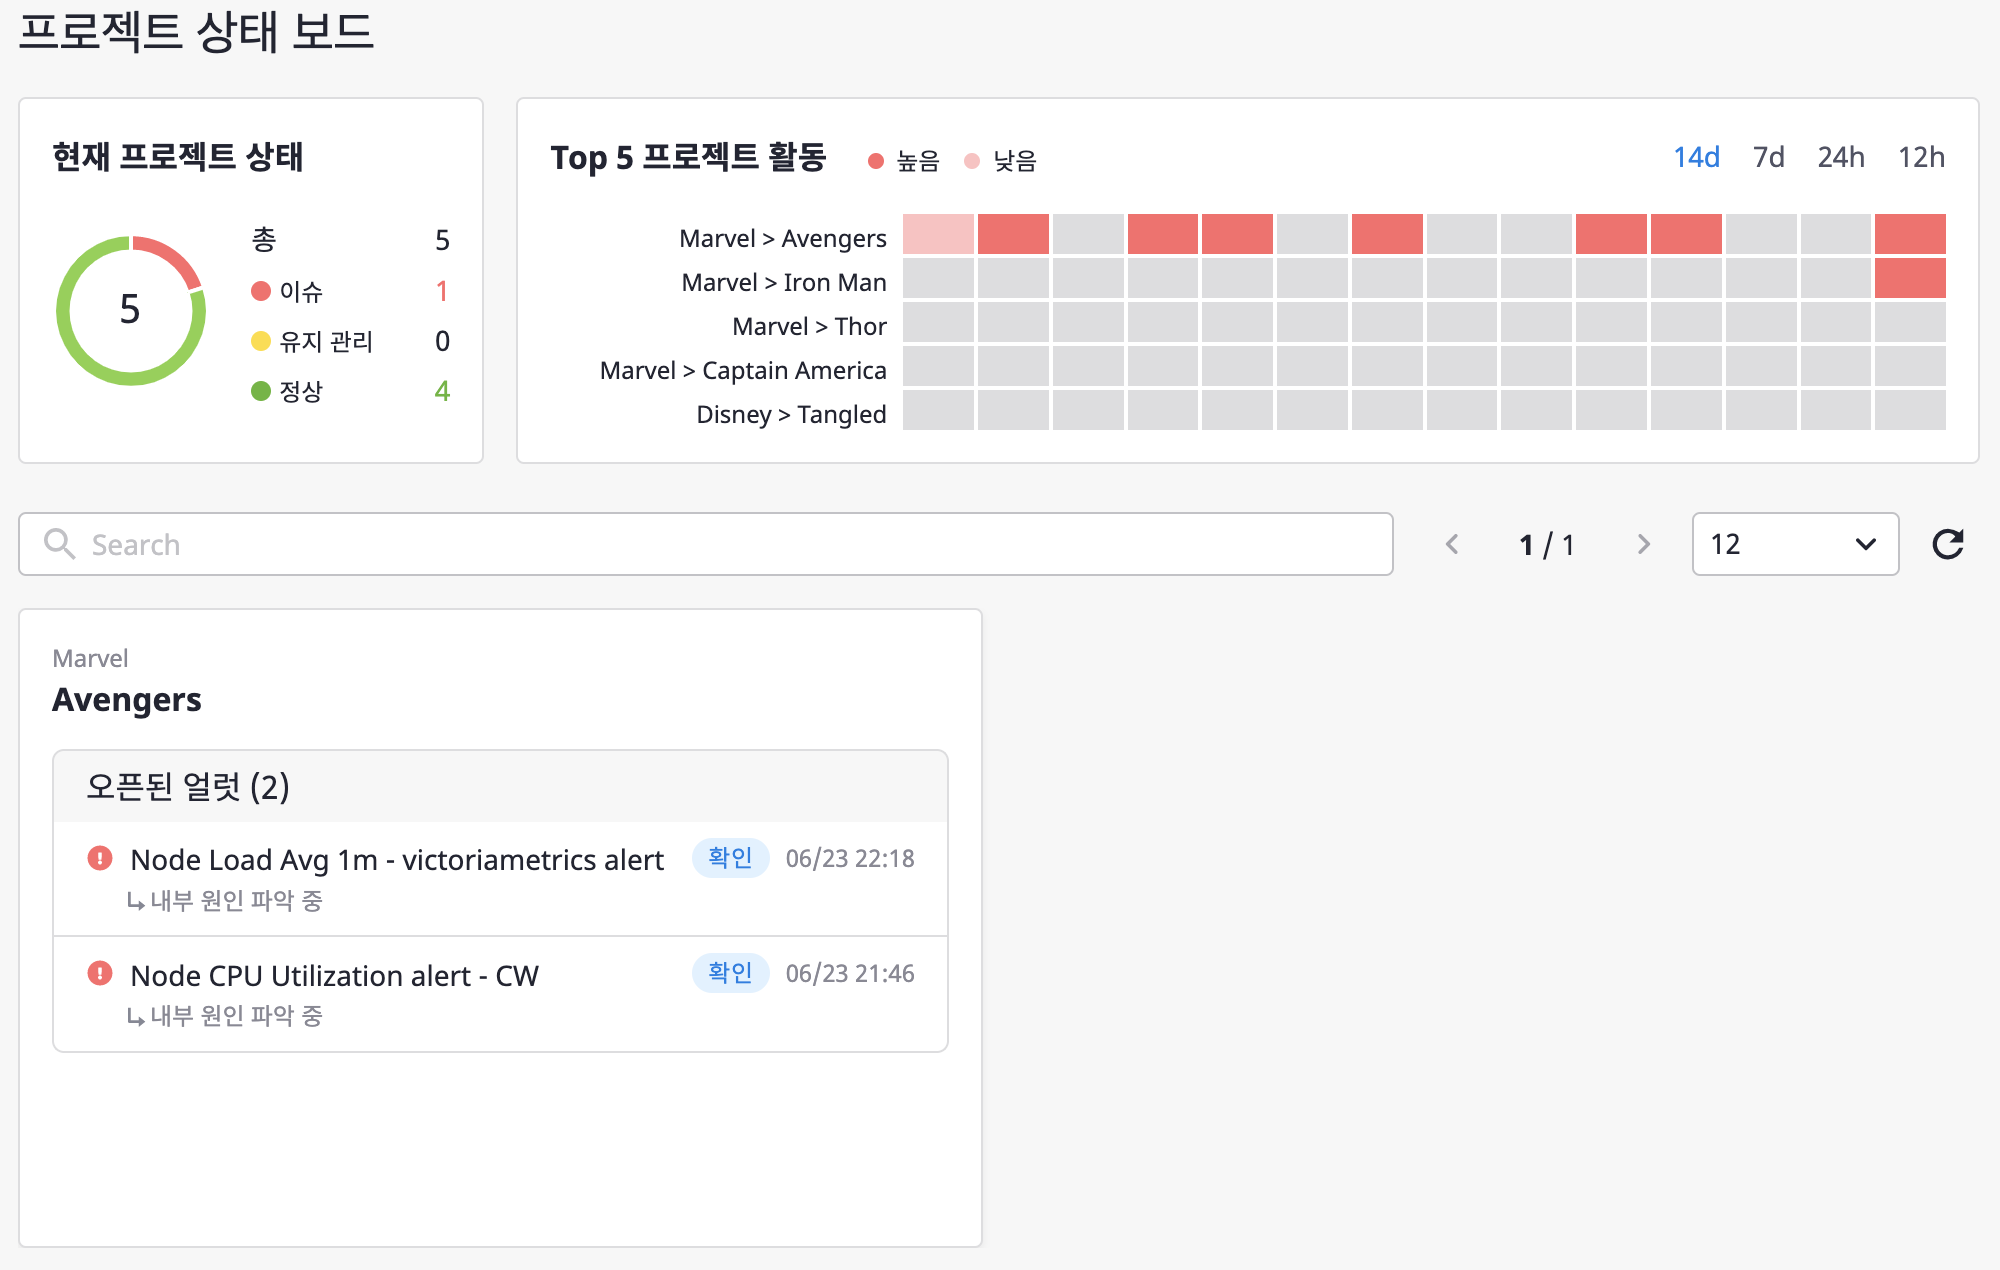 프로젝트 상태 보드
현재 프로젝트 상태
5
총 5
이슈 1
유지 관리 0
정상 4
Top 5 프로젝트 활동 높음 낮음 14d 7d 24h 12h
Marvel > Avengers
Marvel > Iron Man
Marvel > Thor
Marvel > Captain America
Disney > Tangled
Search 1 / 1 12
Marvel
Avengers
오픈된 얼럿 (2)
Node Load Avg 1m - victoriametrics alert 확인 06/23 22:18
내부 원인 파악 중
Node CPU Utilization alert - CW 확인 06/23 21:46
내부 원인 파악 중